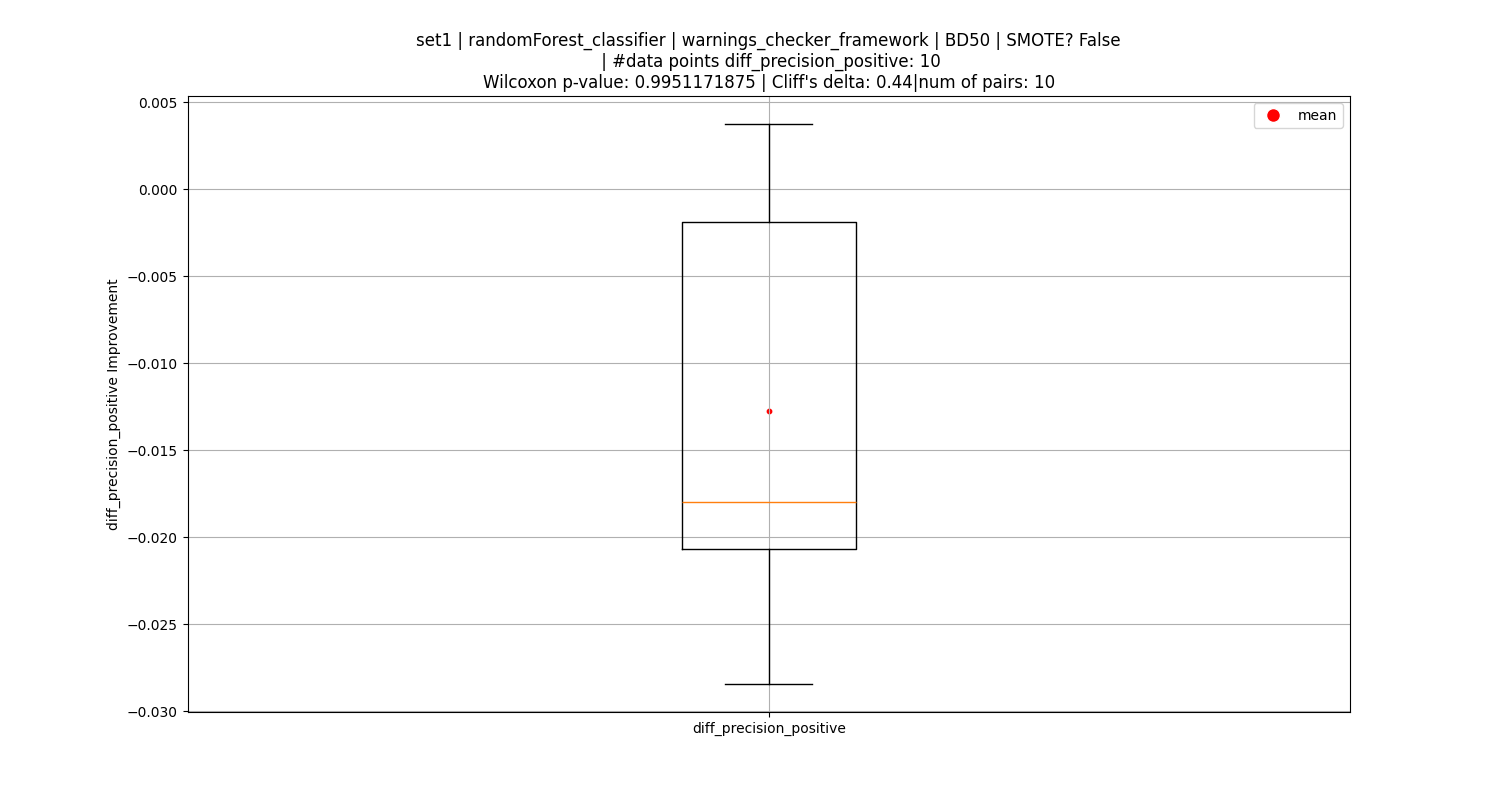 set1 | randomForest_classifier | warnings_checker_framework | BD50 | SMOTE? False
| #data points diff_precision_positive: 10
Wilcoxon p-value: 0.9951171875 | Cliff's delta: 0.44|num of pairs: 10
mean
0.005
0.000
−0.005
−0.010
−0.015
−0.020
−0.025
−0.030
diff_precision_positive Improvement
diff_precision_positive